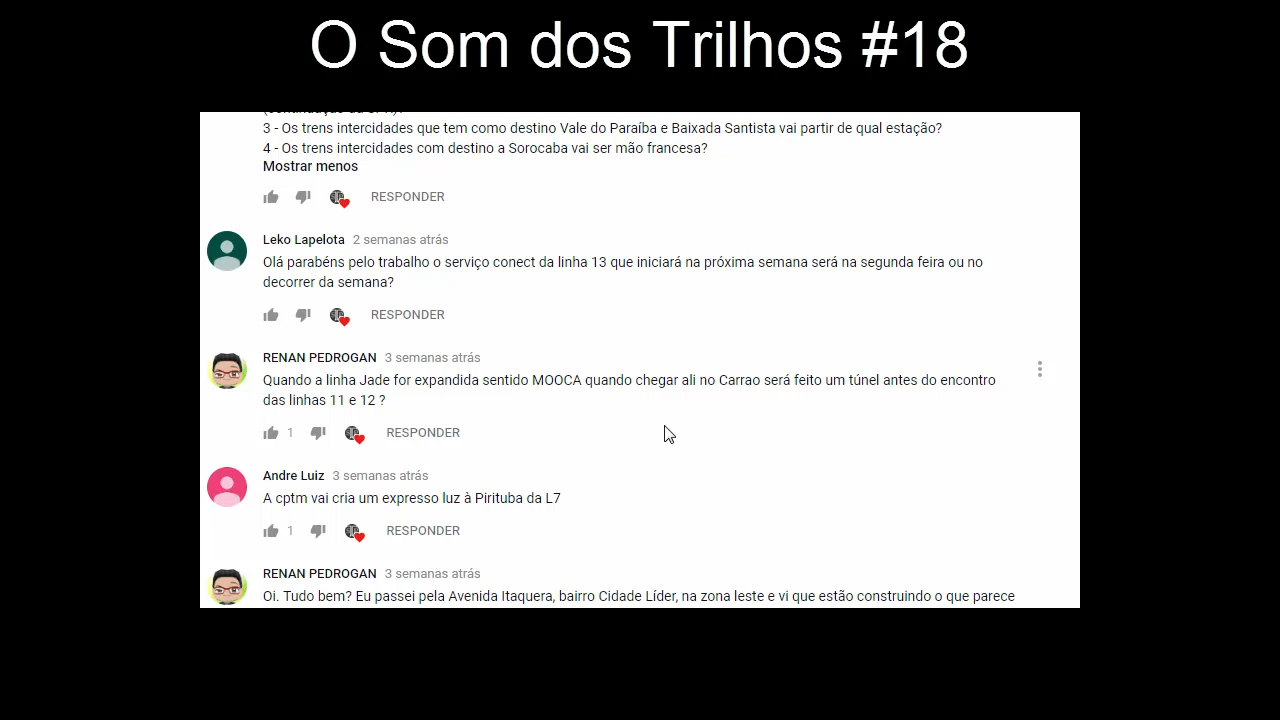 O Som dos Trilhos #18
3 - Os trens intercidades que tem como destino Vale do Paraíba e Baixada Santista vai partir de qual estação?
4 - Os trens intercidades com destino a Sorocaba vai ser mão francesa?
Mostrar menos
RESPONDER
Leko Lapelota 2 semanas atrás
Olá parabéns pelo trabalho o serviço conect da linha 13 que iniciará na próxima semana será na segunda feira ou no
decorrer da semana?
RESPONDER
RENAN PEDROGAN 3 semanas atrás
Quando a linha Jade for expandida sentido MOOCA quando chegar ali no Carrao será feito um túnel antes do encontro
das linhas 11 e 12 ?
1 RESPONDER
Andre Luiz 3 semanas atrás
A cptm vai cria um expresso luz à Pirituba da L7
1 RESPONDER
RENAN PEDROGAN 3 semanas atrás
Oi. Tudo bem? Eu passei pela Avenida Itaquera, bairro Cidade Líder, na zona leste e vi que estão construindo o que parece